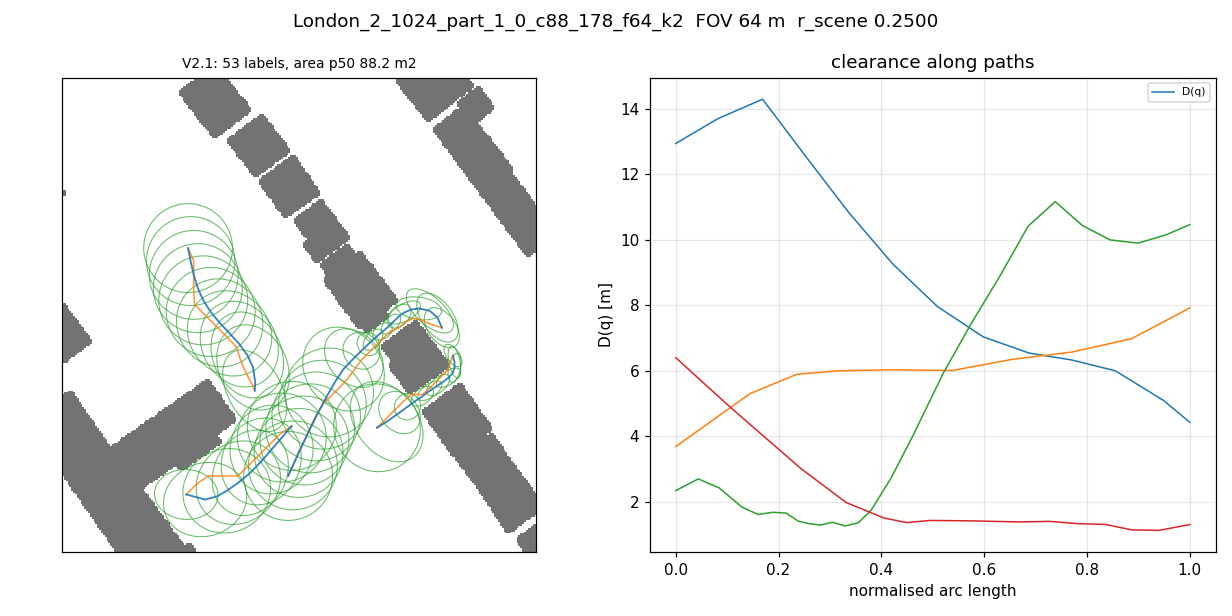 London_2_1024_part_1_0_c88_178_f64_k2  FOV 64 m  r_scene 0.2500
V2.1: 53 labels, area p50 88.2 m2
clearance along paths
D(q)
14
12
10
8
6
4
2
D(q) [m]
0.0 0.2 0.4 0.6 0.8 1.0
normalised arc length